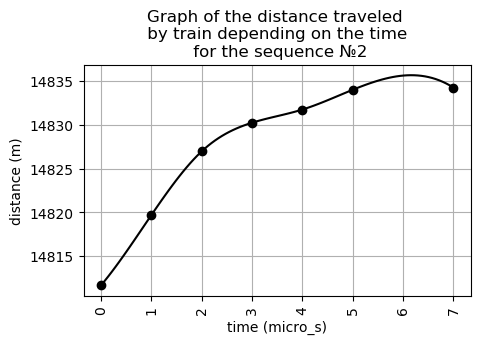 Graph of the distance traveled
by train depending on the time
for the sequence №2
distance (m)
14835
14830
14825
14820
14815
0 1 2 3 4 5 6 7
time (micro_s)